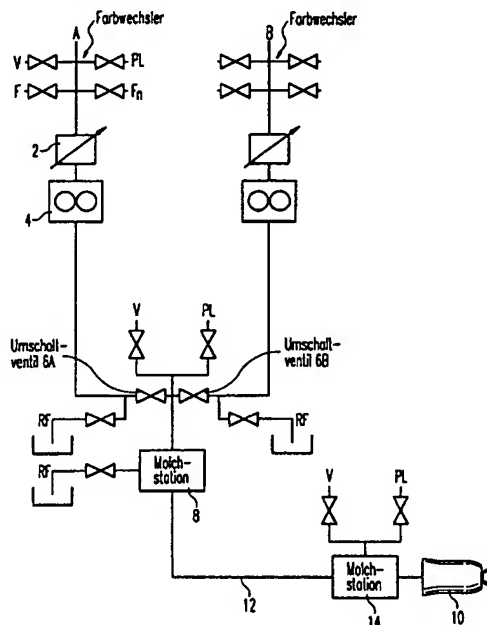 Farbwechsler
Farbwechsler
A
B
V
PL
F
Fn
2
4
V
PL
Umschalt-
ventil 6A
Umschalt-
ventil 6B
RF
RF
RF
Molch-
station
8
V
PL
Molch-
station
12
14
10